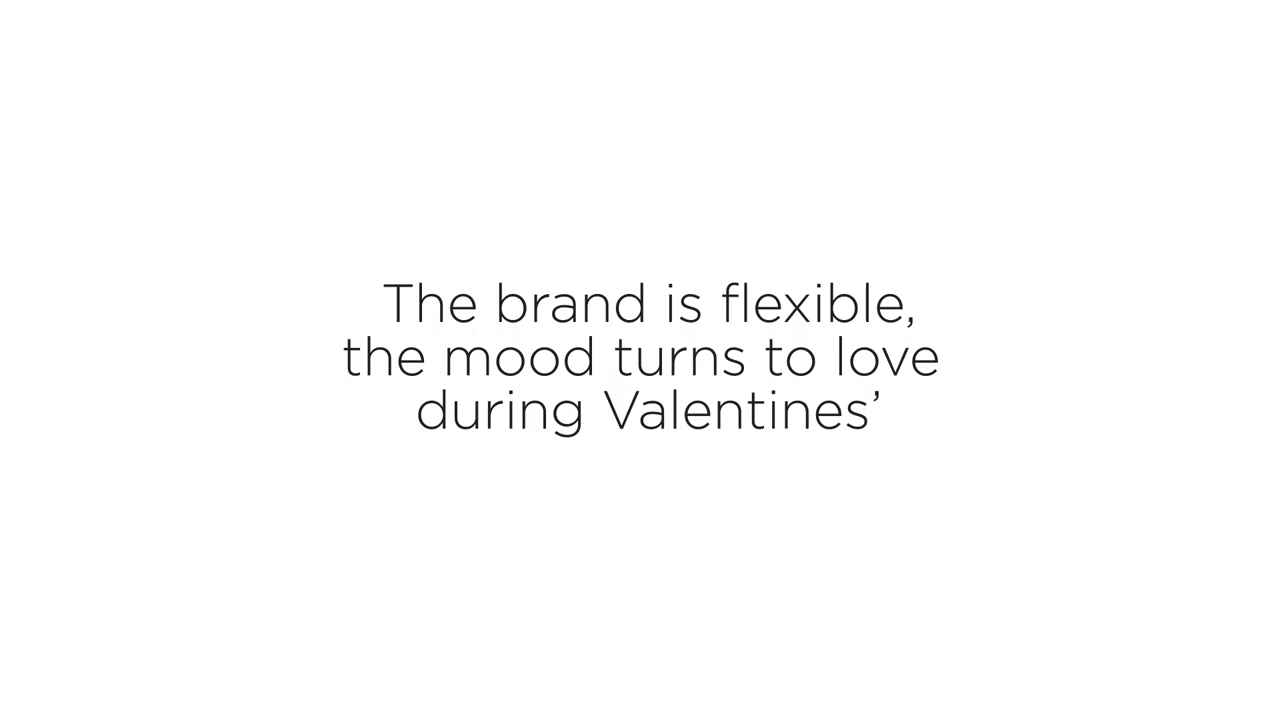 The brand is flexible,
the mood turns to love
during Valentines’